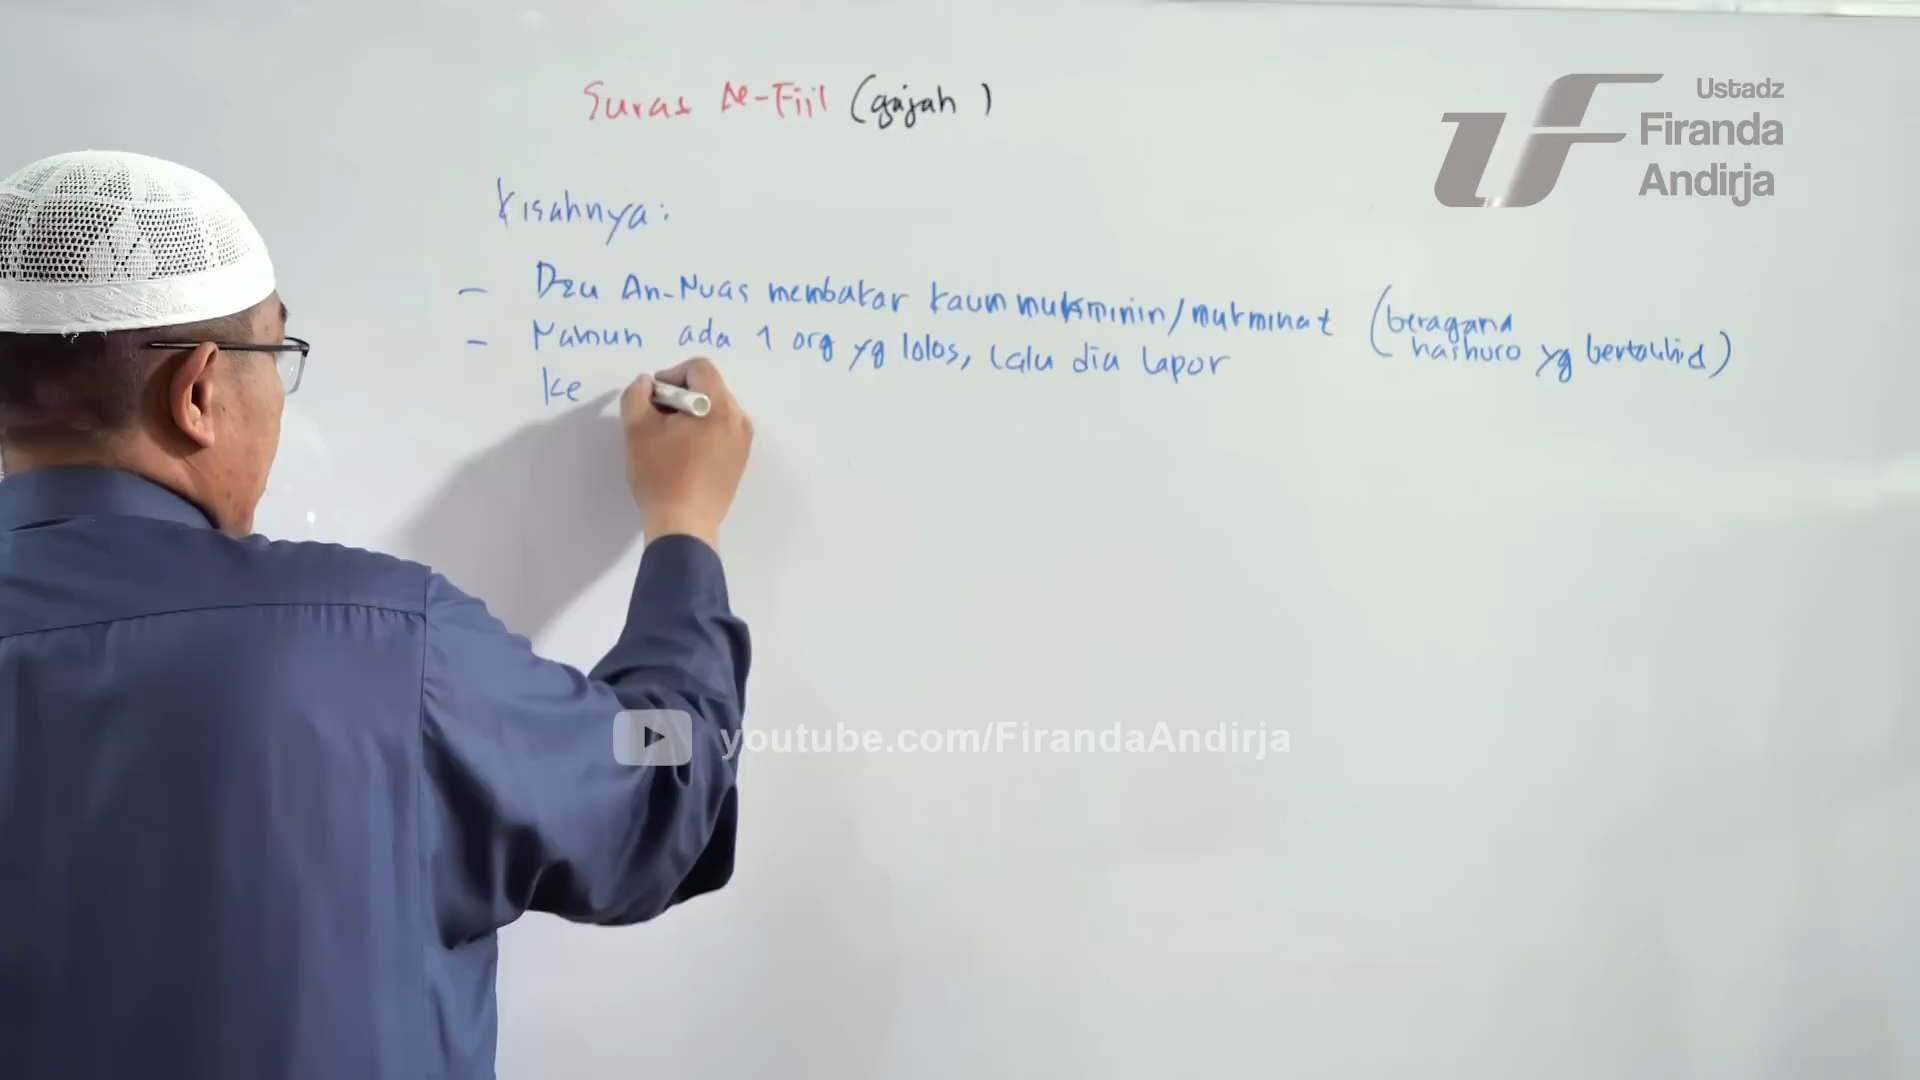 Suras Al-Fiil (gajah)
Ustadz
Firanda
Andirja
Kisahnya:
- Dzu An-Nuas membakar kaum mukminin/mukminat (beragama
nashoro yg bertauhid)
- Namun ada 1 org yg lolos, lalu dia lapor
ke
youtube.com/FirandaAndirja